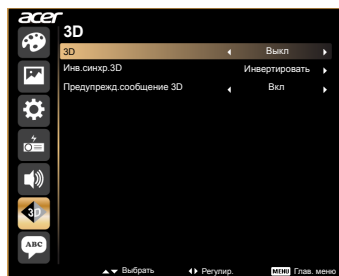 acer
3D
3D Выкл
Инв.синхр.3D Инвертировать
Предупрежд.сообщение 3D Вкл
3D
ABC
Выбрать Регулир. MENU Глав. меню